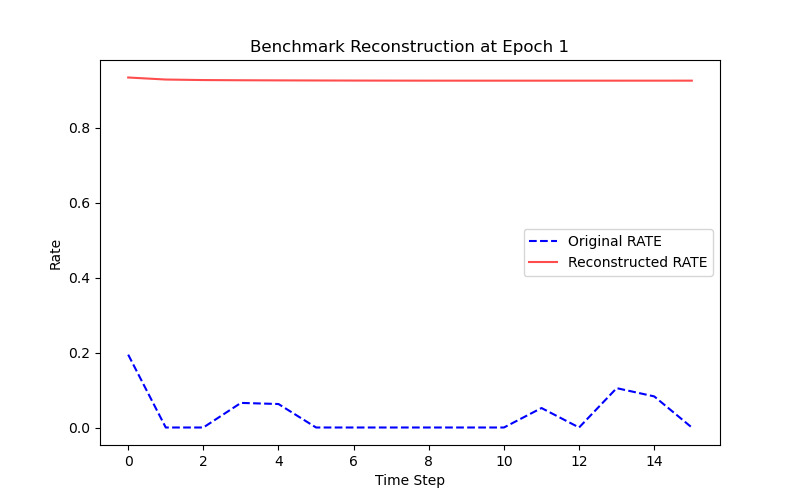 Benchmark Reconstruction at Epoch 1
Rate
0.8
0.6
0.4
0.2
0.0
Original RATE
Reconstructed RATE
0 2 4 6 8 10 12 14
Time Step